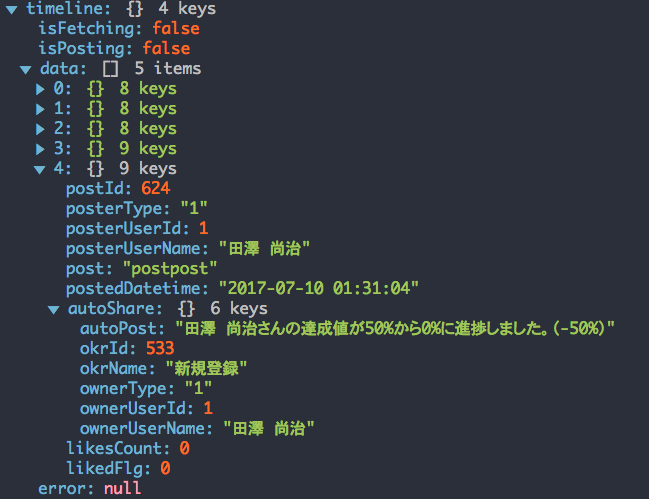 timeline: {} 4 keys
isFetching: false
isPosting: false
data: [] 5 items
0: {} 8 keys
1: {} 8 keys
2: {} 8 keys
3: {} 9 keys
4: {} 9 keys
postId: 624
posterType: "1"
posterUserId: 1
posterUserName: "田澤 尚治"
post: "postpost"
postedDatetime: "2017-07-10 01:31:04"
autoShare: {} 6 keys
autoPost: "田澤 尚治さんの達成値が50%から0%に進捗しました。(-50%)"
okrId: 533
okrName: "新規登録"
ownerType: "1"
ownerUserId: 1
ownerUserName: "田澤 尚治"
likesCount: 0
likedFlg: 0
error: null